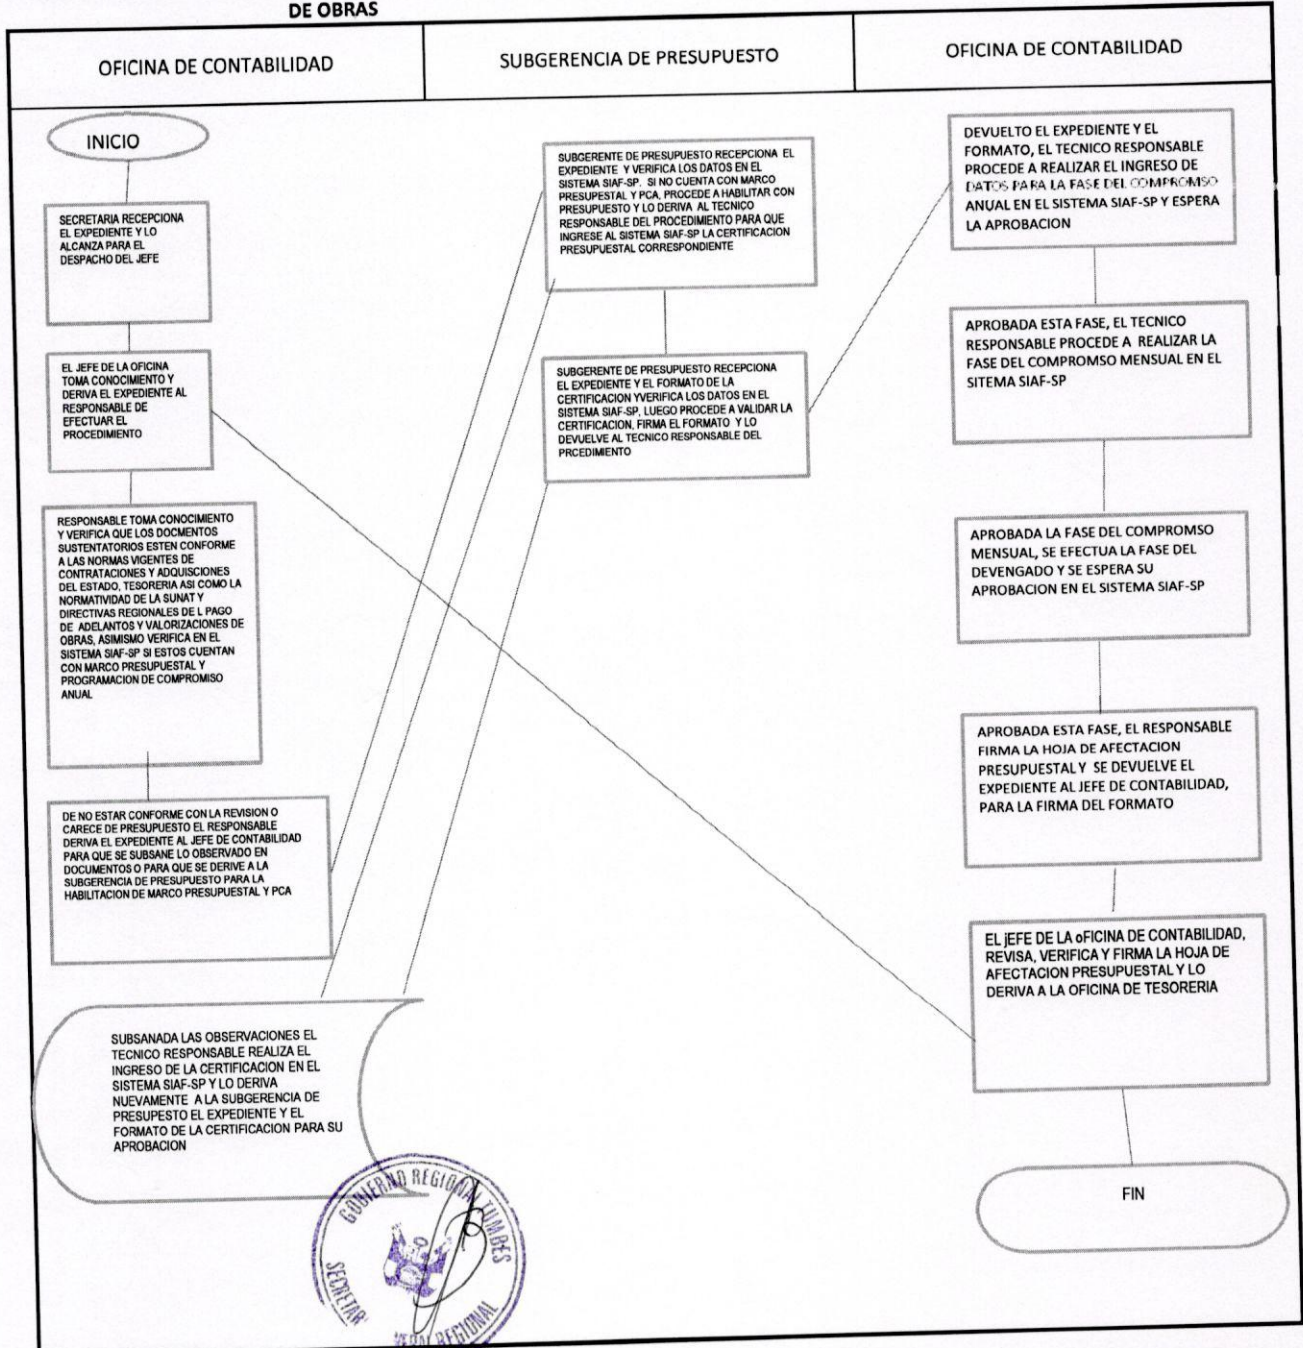 DE OBRAS
OFICINA DE CONTABILIDAD
SUBGERENCIA DE PRESUPUESTO
OFICINA DE CONTABILIDAD
INICIO
SECRETARIA RECEPCIONA
EL EXPEDIENTE Y LO
ALCANZA PARA EL
DESPACHO DEL JEFE
EL JEFE DE LA OFICINA
TOMA CONOCIMIENTO Y
DERIVA EL EXPEDIENTE AL
RESPONSABLE DE
EFECTUAR EL
PROCEDIMIENTO
RESPONSABLE TOMA CONOCIMIENTO
Y VERIFICA QUE LOS DOCMENTOS
SUSTENTATORIOS ESTEN CONFORME
A LAS NORMAS VIGENTES DE
CONTRATACIONES Y ADQUISCIONES
DEL ESTADO, TESORERIA ASI COMO LA
NORMATIVIDAD DE LA SUNAT Y
DIRECTIVAS REGIONALES DE L PAGO
DE ADELANTOS Y VALORIZACIONES DE
OBRAS, ASIMISMO VERIFICA EN EL
SISTEMA SIAF-SP SI ESTOS CUENTAN
CON MARCO PRESUPUESTAL Y
PROGRAMACION DE COMPROMISO
ANUAL
DE NO ESTAR CONFORME CON LA REVISION O
CARECE DE PRESUPUESTO EL RESPONSABLE
DERIVA EL EXPEDIENTE AL JEFE DE CONTABILIDAD
PARA QUE SE SUBSANE LO OBSERVADO EN
DOCUMENTOS O PARA QUE SE DERIVE A LA
SUBGERENCIA DE PRESUPUESTO PARA LA
HABILITACION DE MARCO PRESUPUESTAL Y PCA
SUBSANADA LAS OBSERVACIONES EL
TECNICO RESPONSABLE REALIZA EL
INGRESO DE LA CERTIFICACION EN EL
SISTEMA SIAF-SP Y LO DERIVA
NUEVAMENTE A LA SUBGERENCIA DE
PRESUPESTO EL EXPEDIENTE Y EL
FORMATO DE LA CERTIFICACION PARA SU
APROBACION
SUBGERENTE DE PRESUPUESTO RECEPCIONA EL
EXPEDIENTE Y VERIFICA LOS DATOS EN EL
SISTEMA SIAF-SP. SI NO CUENTA CON MARCO
PRESUPESTAL Y PCA, PROCEDE A HABILITAR CON
PRESUPUESTO Y LO DERIVA AL TECNICO
RESPONSABLE DEL PROCEDIMIENTO PARA QUE
INGRESE AL SISTEMA SIAF-SP LA CERTIFICACION
PRESUPUESTAL CORRESPONDIENTE
SUBGERENTE DE PRESUPUESTO RECEPCIONA
EL EXPEDIENTE Y EL FORMATO DE LA
CERTIFICACION YVERIFICA LOS DATOS EN EL
SISTEMA SIAF-SP, LUEGO PROCEDE A VALIDAR LA
CERTIFICACION, FIRMA EL FORMATO Y LO
DEVUELVE AL TECNICO RESPONSABLE DEL
PRCEDIMIENTO
DEVUELTO EL EXPEDIENTE Y EL
FORMATO, EL TECNICO RESPONSABLE
PROCEDE A REALIZAR EL INGRESO DE
DATOS PARA LA FASE DEL COMPROMSO
ANUAL EN EL SISTEMA SIAF-SP Y ESPERA
LA APROBACION
APROBADA ESTA FASE, EL TECNICO
RESPONSABLE PROCEDE A REALIZAR LA
FASE DEL COMPROMSO MENSUAL EN EL
SITEMA SIAF-SP
APROBADA LA FASE DEL COMPROMSO
MENSUAL, SE EFECTUA LA FASE DEL
DEVENGADO Y SE ESPERA SU
APROBACION EN EL SISTEMA SIAF-SP
APROBADA ESTA FASE, EL RESPONSABLE
FIRMA LA HOJA DE AFECTACION
PRESUPUESTAL Y SE DEVUELVE EL
EXPEDIENTE AL JEFE DE CONTABILIDAD,
PARA LA FIRMA DEL FORMATO
EL jEFE DE LA oFICINA DE CONTABILIDAD,
REVISA, VERIFICA Y FIRMA LA HOJA DE
AFECTACION PRESUPUESTAL Y LO
DERIVA A LA OFICINA DE TESORERIA
FIN
GOBIERNO REGIONAL TUMBES
REGIONAL